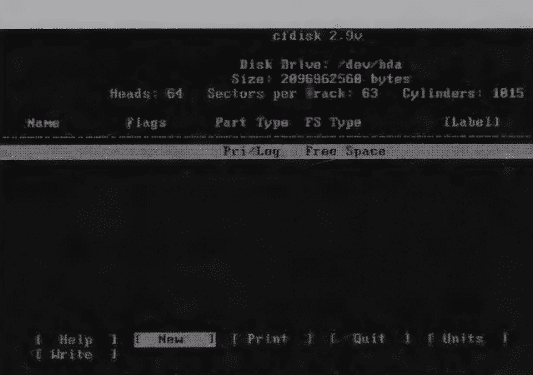 cfdisk 2.9v
Disk Drive: /dev/hda
Size: 2096962560 bytes
Heads: 64 Sectors per Track: 63 Cylinders: 1015
Name Flags Part Type FS Type [Label]
Pri/Log Free Space
[ Help ] [ New ] [ Print ] [ Quit ] [ Units ]
[ Write ]